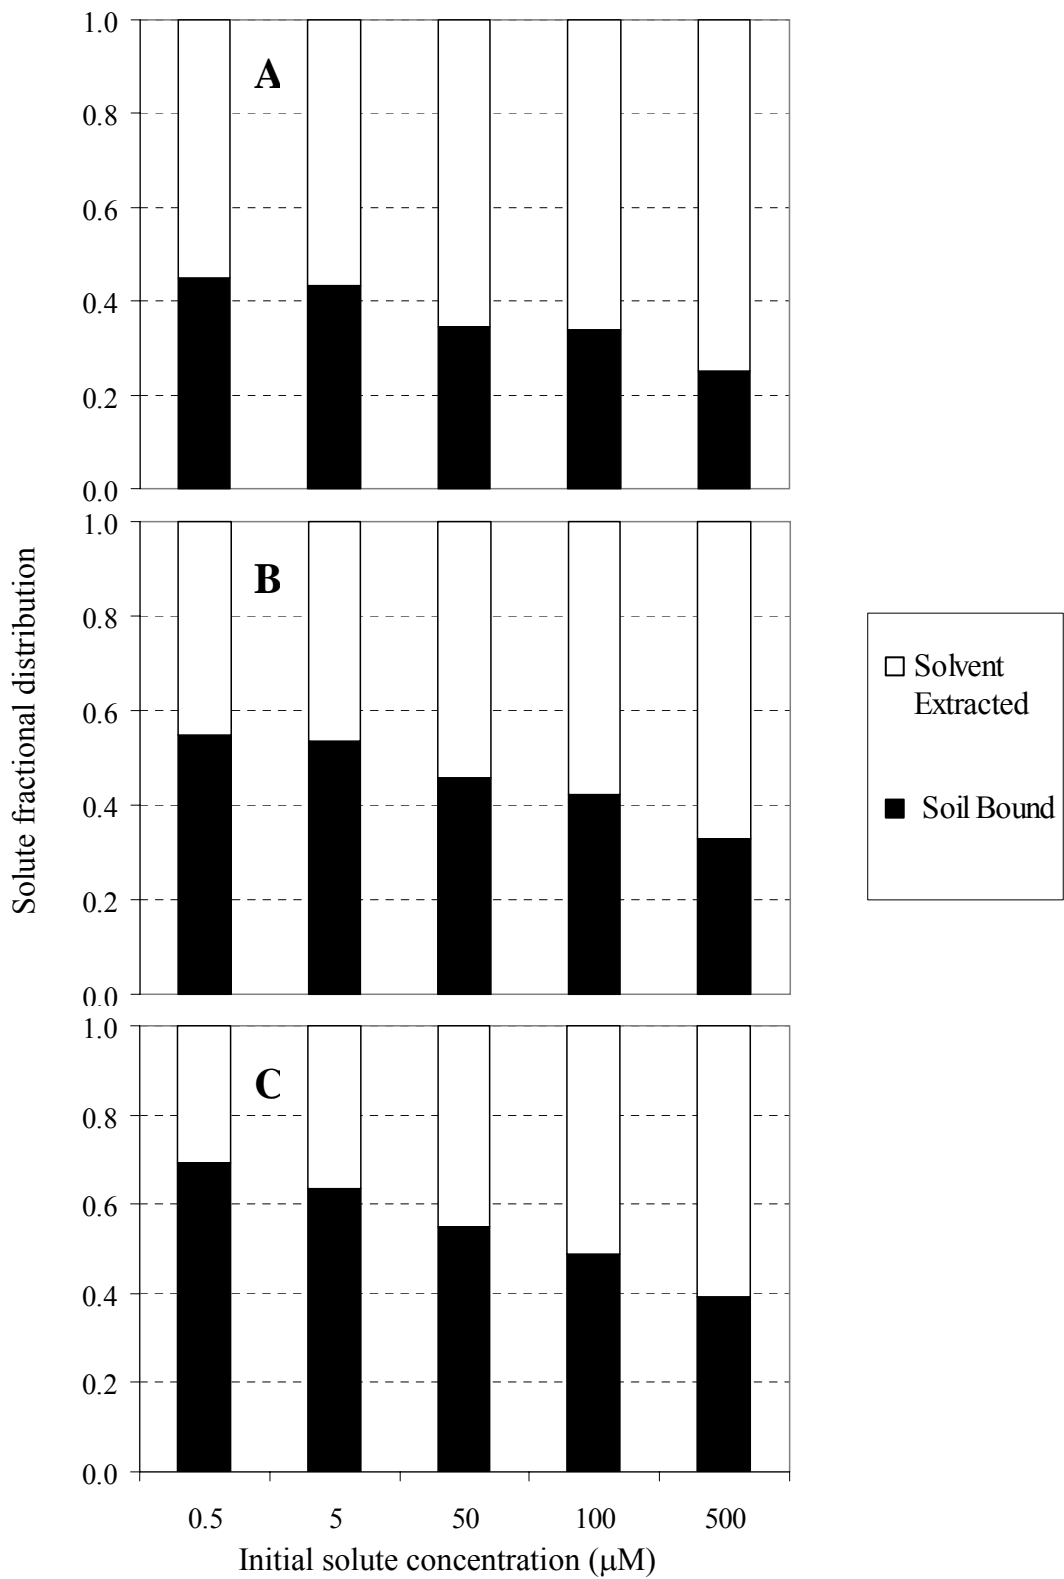 1.0
A
0.8
0.6
0.4
0.2
0.0
1.0
B
0.8
0.6
0.4
0.2
0.0
1.0
C
0.8
0.6
0.4
0.2
0.0
0.5 5 50 100 500
Initial solute concentration (μM)
Solute fractional distribution
Solvent
Extracted
Soil Bound